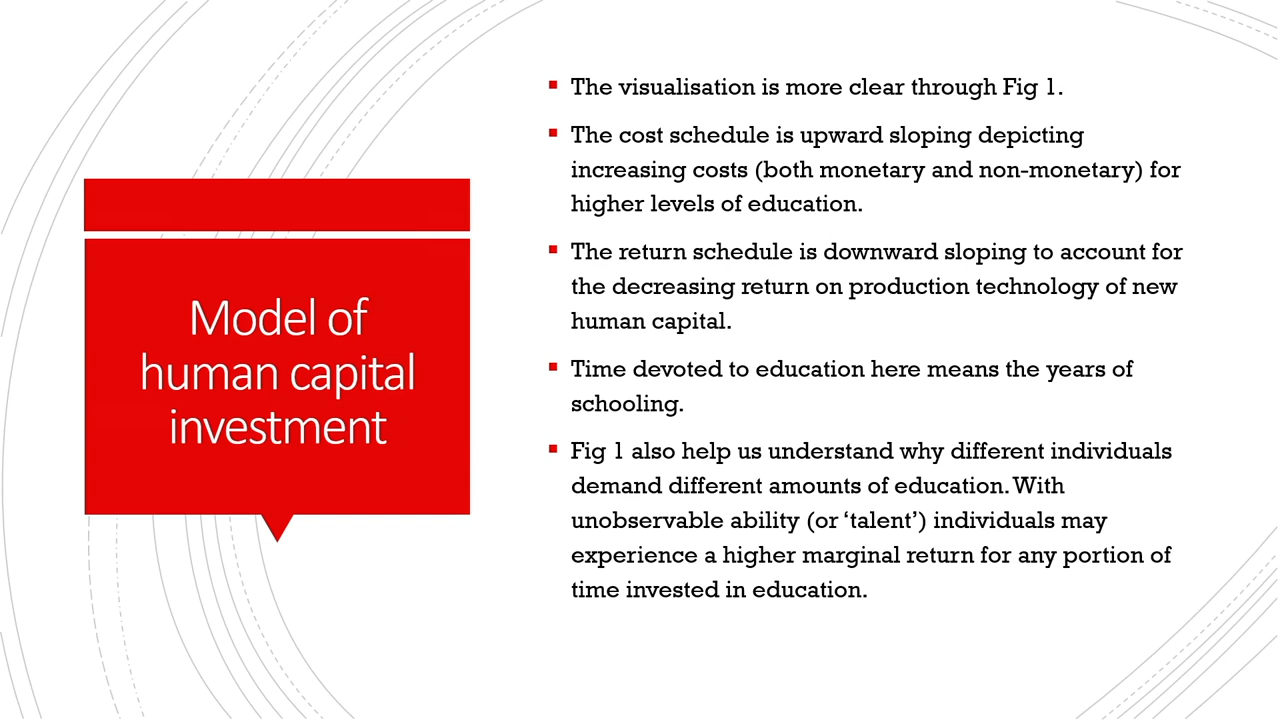 Model of
human capital
investment
The visualisation is more clear through Fig 1.
The cost schedule is upward sloping depicting
increasing costs (both monetary and non-monetary) for
higher levels of education.
The return schedule is downward sloping to account for
the decreasing return on production technology of new
human capital.
Time devoted to education here means the years of
schooling.
Fig 1 also help us understand why different individuals
demand different amounts of education. With
unobservable ability (or ‘talent’) individuals may
experience a higher marginal return for any portion of
time invested in education.